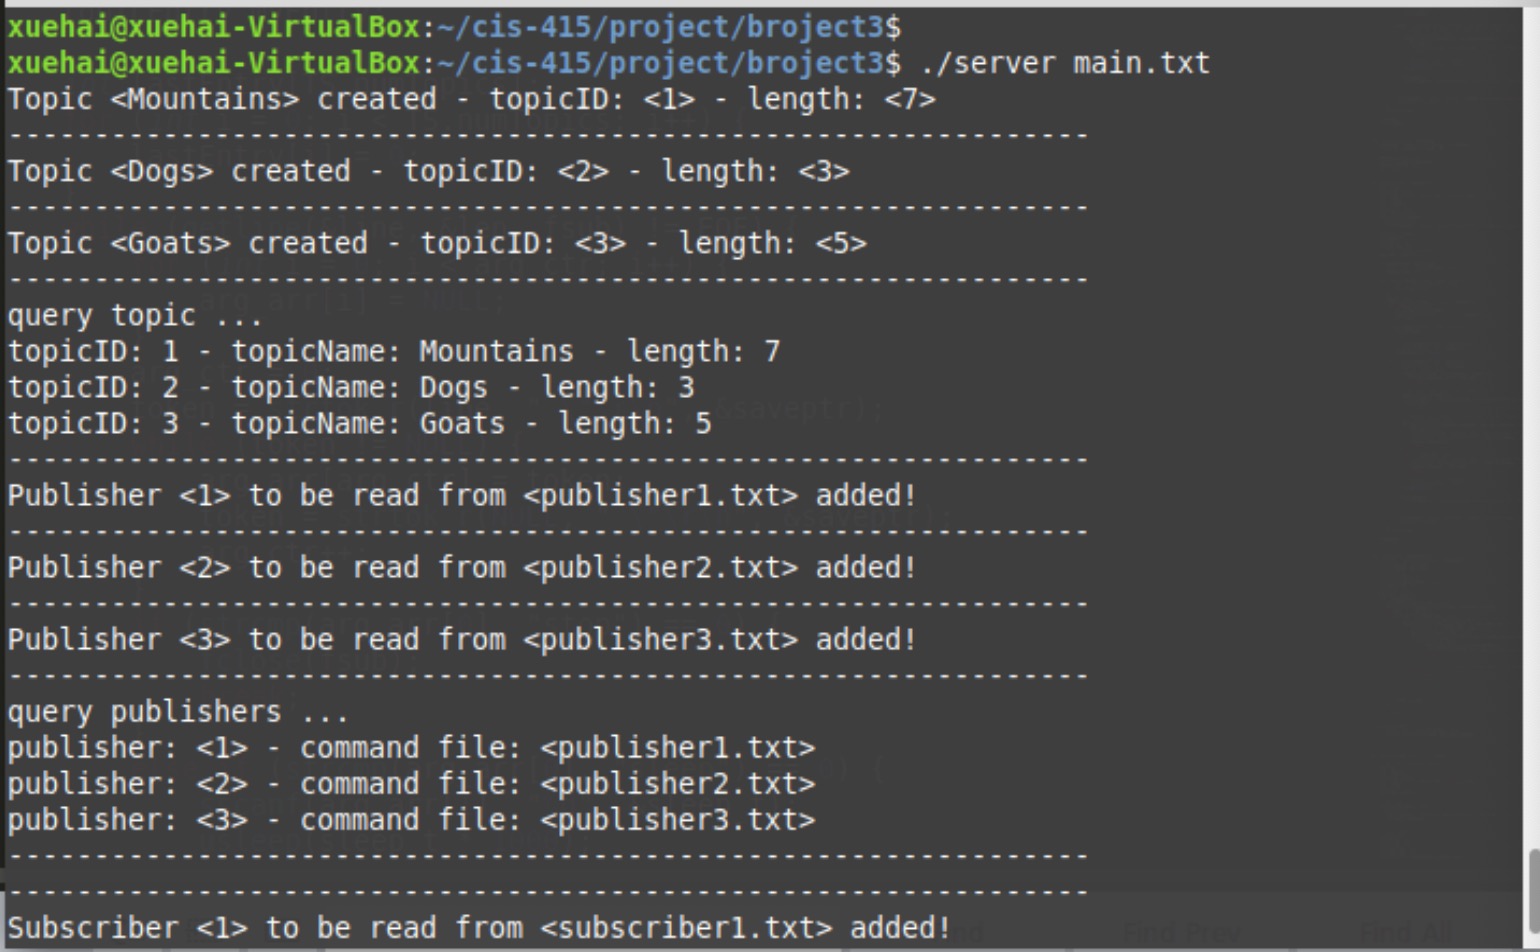 xuehai@xuehai-VirtualBox:~/cis-415/project/broject3$
xuehai@xuehai-VirtualBox:~/cis-415/project/broject3$ ./server main.txt
Topic <Mountains> created - topicID: <1> - length: <7>
---------------------------------------------------------------
Topic <Dogs> created - topicID: <2> - length: <3>
---------------------------------------------------------------
Topic <Goats> created - topicID: <3> - length: <5>
---------------------------------------------------------------
query topic ...
topicID: 1 - topicName: Mountains - length: 7
topicID: 2 - topicName: Dogs - length: 3
topicID: 3 - topicName: Goats - length: 5
---------------------------------------------------------------
Publisher <1> to be read from <publisher1.txt> added!
---------------------------------------------------------------
Publisher <2> to be read from <publisher2.txt> added!
---------------------------------------------------------------
Publisher <3> to be read from <publisher3.txt> added!
---------------------------------------------------------------
query publishers ...
publisher: <1> - command file: <publisher1.txt>
publisher: <2> - command file: <publisher2.txt>
publisher: <3> - command file: <publisher3.txt>
---------------------------------------------------------------
---------------------------------------------------------------
Subscriber <1> to be read from <subscriber1.txt> added!
Find Prev
Find All